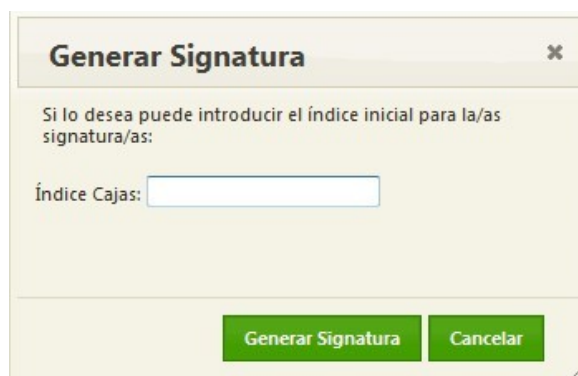 Generar Signatura
Si lo desea puede introducir el índice inicial para la/as
signatura/as:
Índice Cajas:
Generar Signatura Cancelar